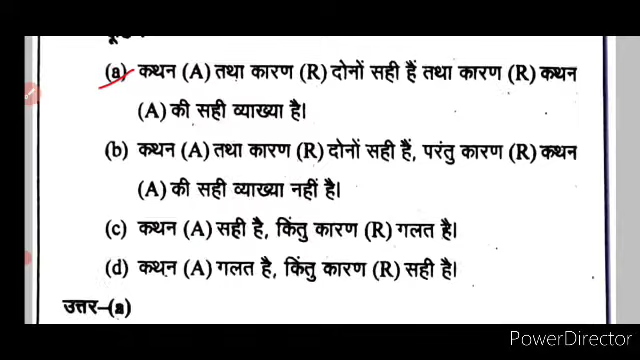 (a) कथन (A) तथा कारण (R) दोनों सही हैं तथा कारण (R) कथन
(A) की सही व्याख्या है।
(b) कथन (A) तथा कारण (R) दोनों सही हैं, परंतु कारण (R) कथन
(A) की सही व्याख्या नहीं है।
(c) कथन (A) सही है, किंतु कारण (R) गलत है।
(d) कथन (A) गलत है, किंतु कारण (R) सही है।
उत्तर–(a)
PowerDirector